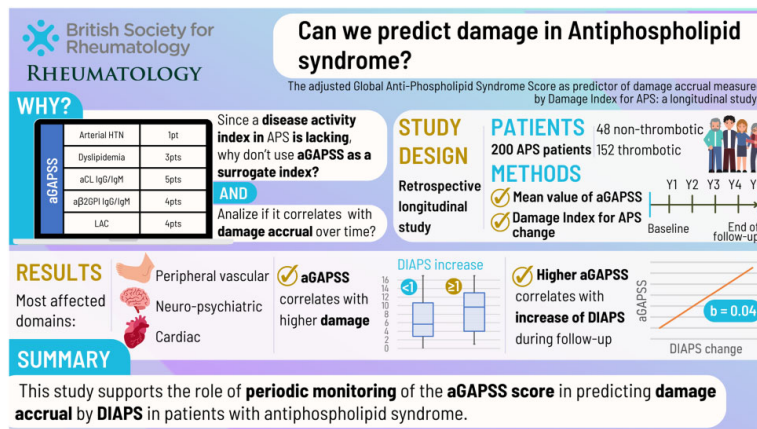 British Society for
Rheumatology
RHEUMATOLOGY
Can we predict damage in Antiphospholipid
syndrome?
The adjusted Global Anti-Phospholipid Syndrome Score as predictor of damage accrual measure
by Damage Index for APS: a longitudinal study
WHY?
aGAPSS
Arterial HTN 1pt
Dyslipidemia 3pts
aCL IgG/IgM 5pts
aβ2GPI IgG/IgM 4pts
LAC 4pts
Since a disease activity
index in APS is lacking,
why don't use aGAPSS as a
surrogate index?
AND
Analize if it correlates with
damage accrual over time?
STUDY
DESIGN
Retrospective
longitudinal
study
PATIENTS
200 APS patients
48 non-thrombotic
152 thrombotic
METHODS
Mean value of aGAPSS
Damage Index for APS
change
Y1 Y2 Y3 Y4 Y
Baseline
End of
follow-up
RESULTS
Most affected
domains:
Peripheral vascular
Neuro-psychiatric
Cardiac
aGAPSS
correlates with
higher damage
DIAPS increase
<1
≥1
16
14
12
10
8
6
4
2
0
Higher aGAPSS
correlates with
increase of DIAPS
during follow-up
aGAPSS
b = 0.04
DIAPS change
SUMMARY
This study supports the role of periodic monitoring of the aGAPSS score in predicting damage
accrual by DIAPS in patients with antiphospholipid syndrome.